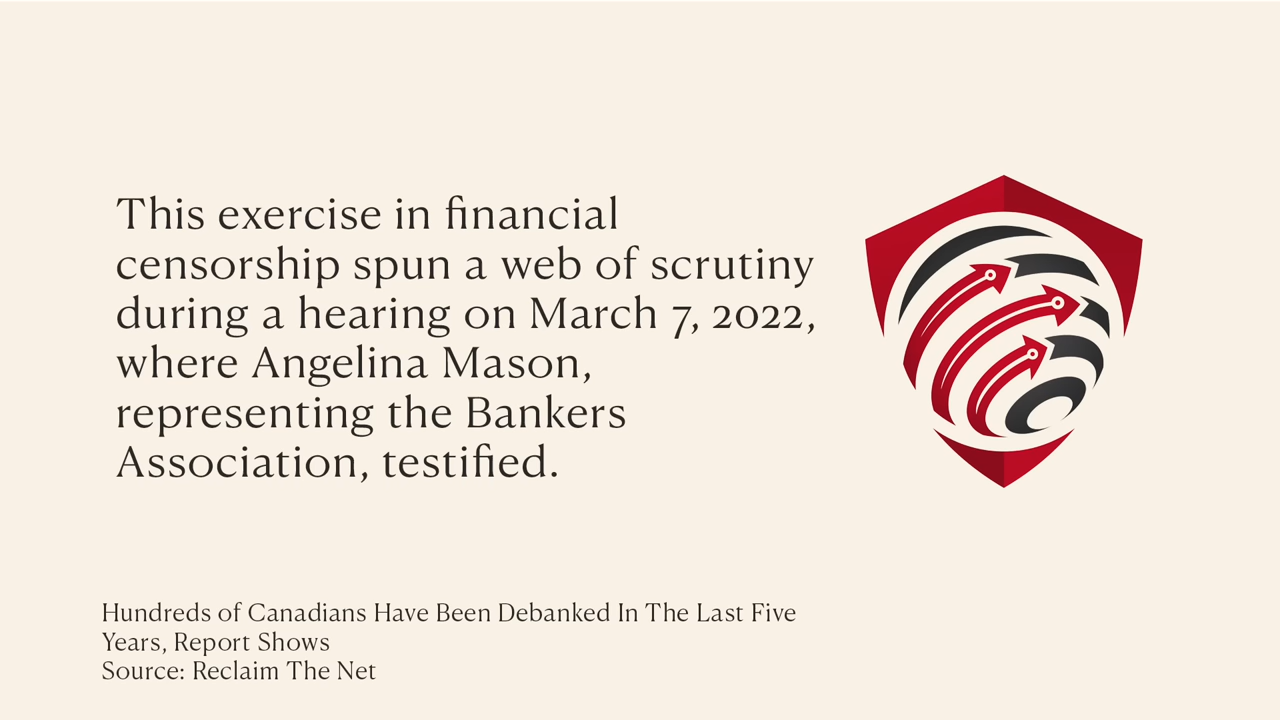 This exercise in financial
censorship spun a web of scrutiny
during a hearing on March 7, 2022,
where Angelina Mason,
representing the Bankers
Association, testified.
Hundreds of Canadians Have Been Debanked In The Last Five
Years, Report Shows
Source: Reclaim The Net